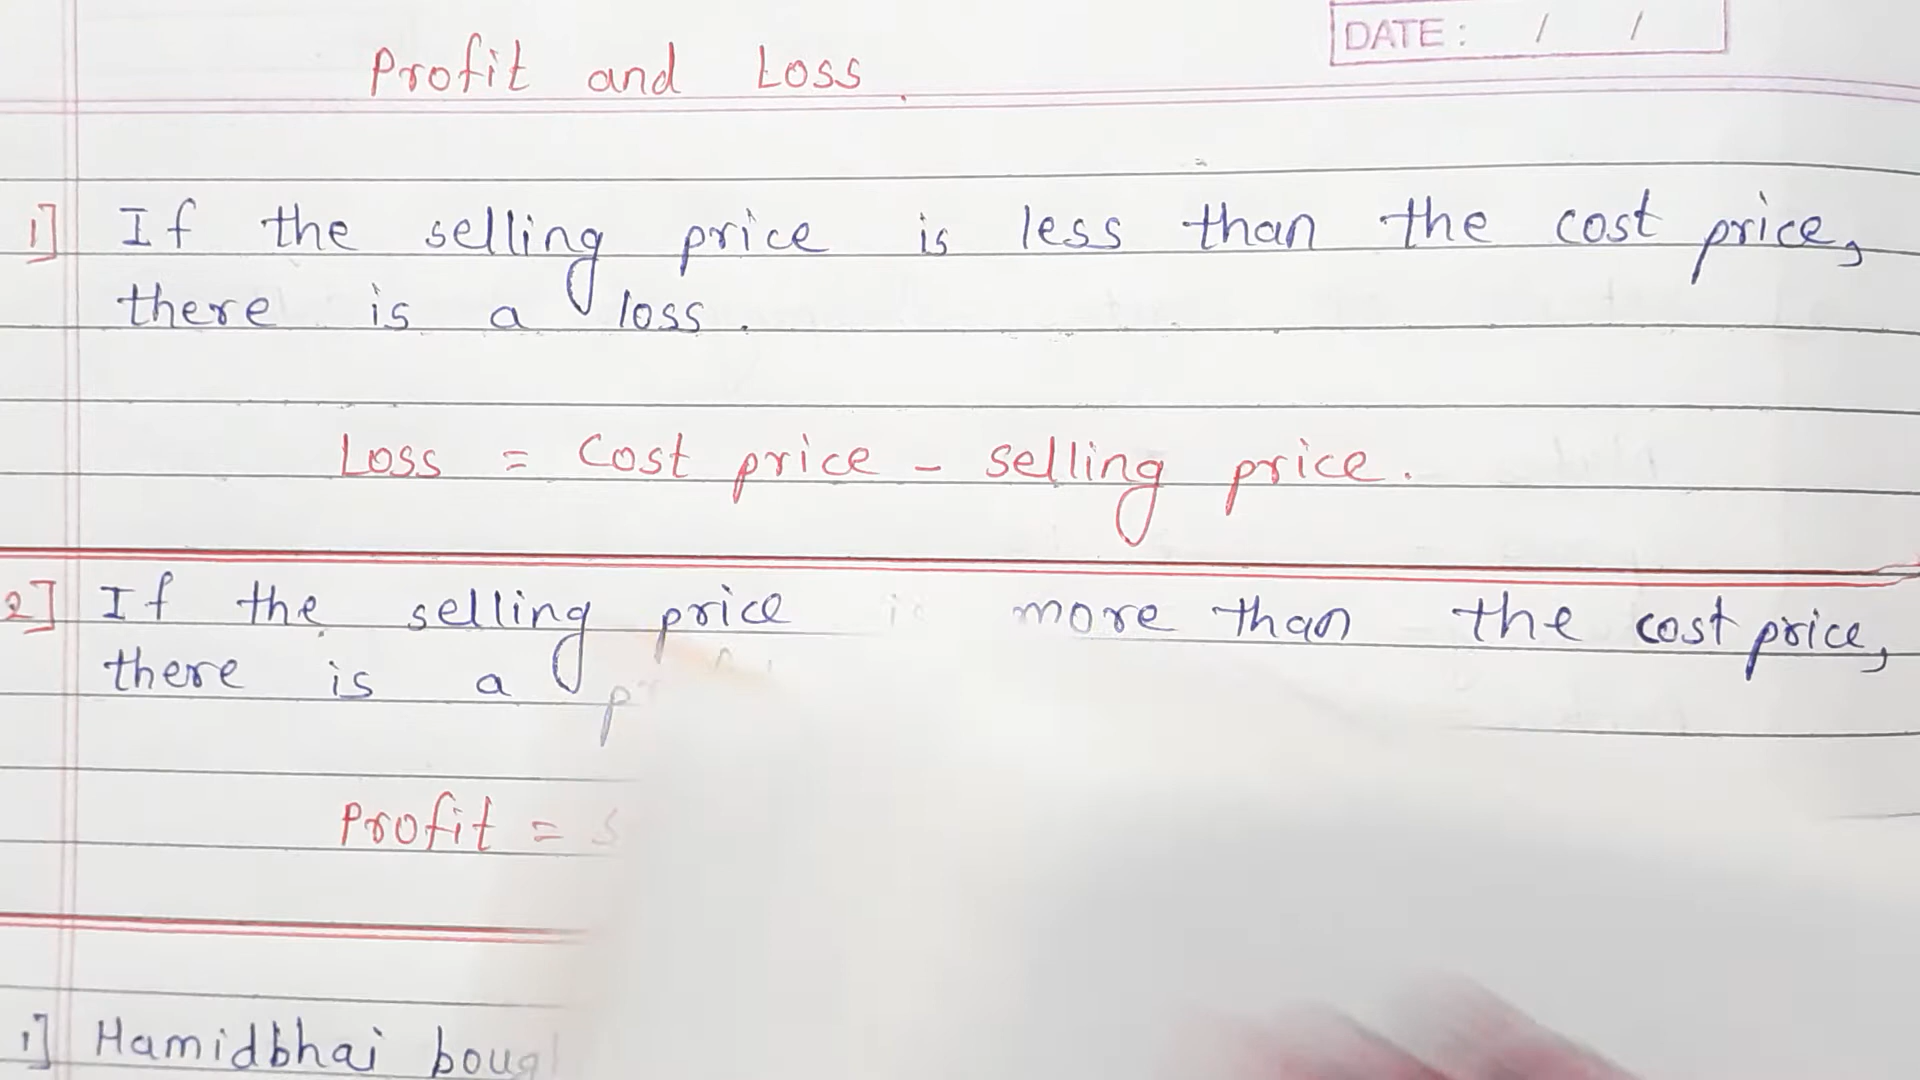 DATE: / /
Profit and Loss
1] If the selling price is less than the cost price,
there is a loss.
Loss = Cost price - selling price.
2] If the selling price is more than the cost price,
there is a
Profit =
1] Hamidbhai